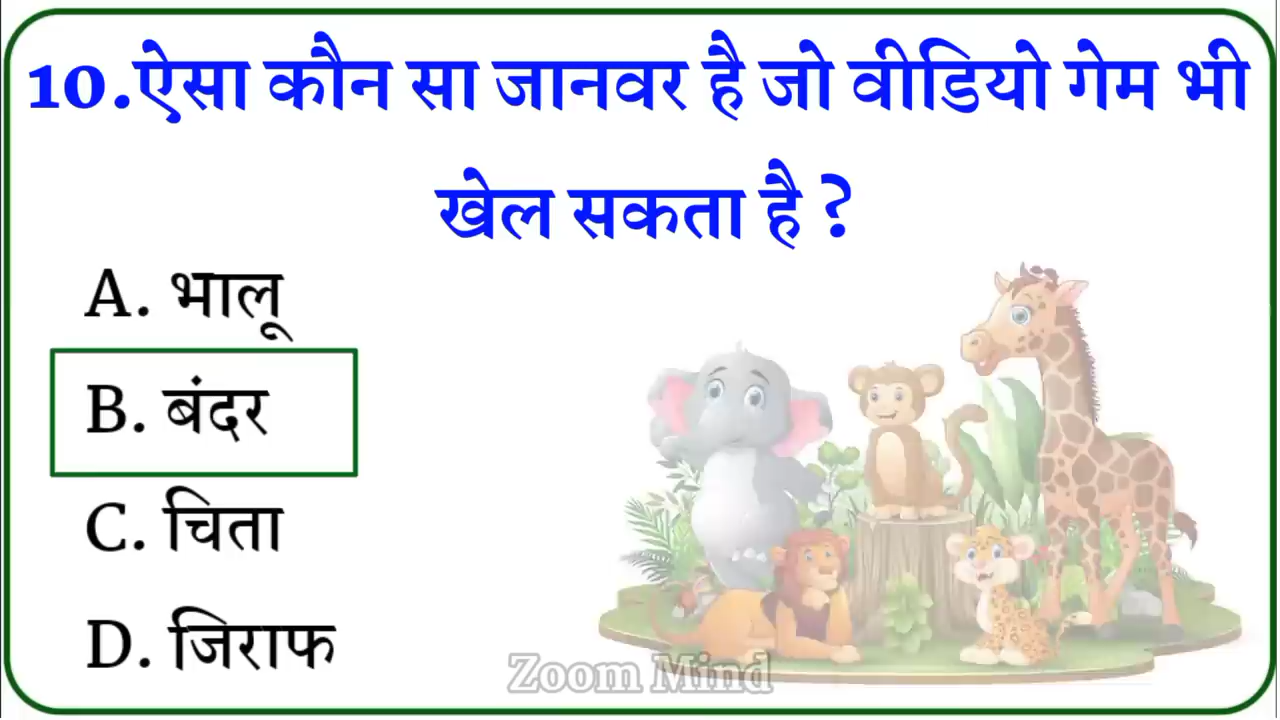 10.ऐसा कौन सा जानवर है जो वीडियो गेम भी
खेल सकता है ?
A. भालू
B. बंदर
C. चिता
D. जिराफ
Zoom Mind